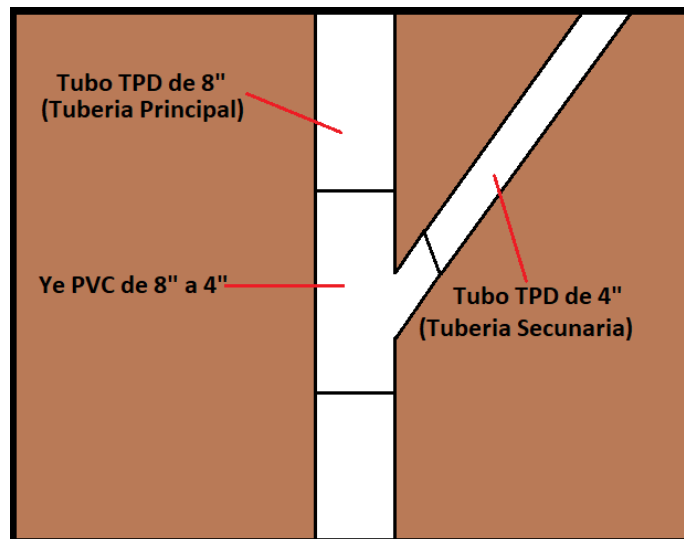 Tubo TPD de 8"
(Tuberia Principal)
Ye PVC de 8" a 4"
Tubo TPD de 4"
(Tuberia Secunaria)